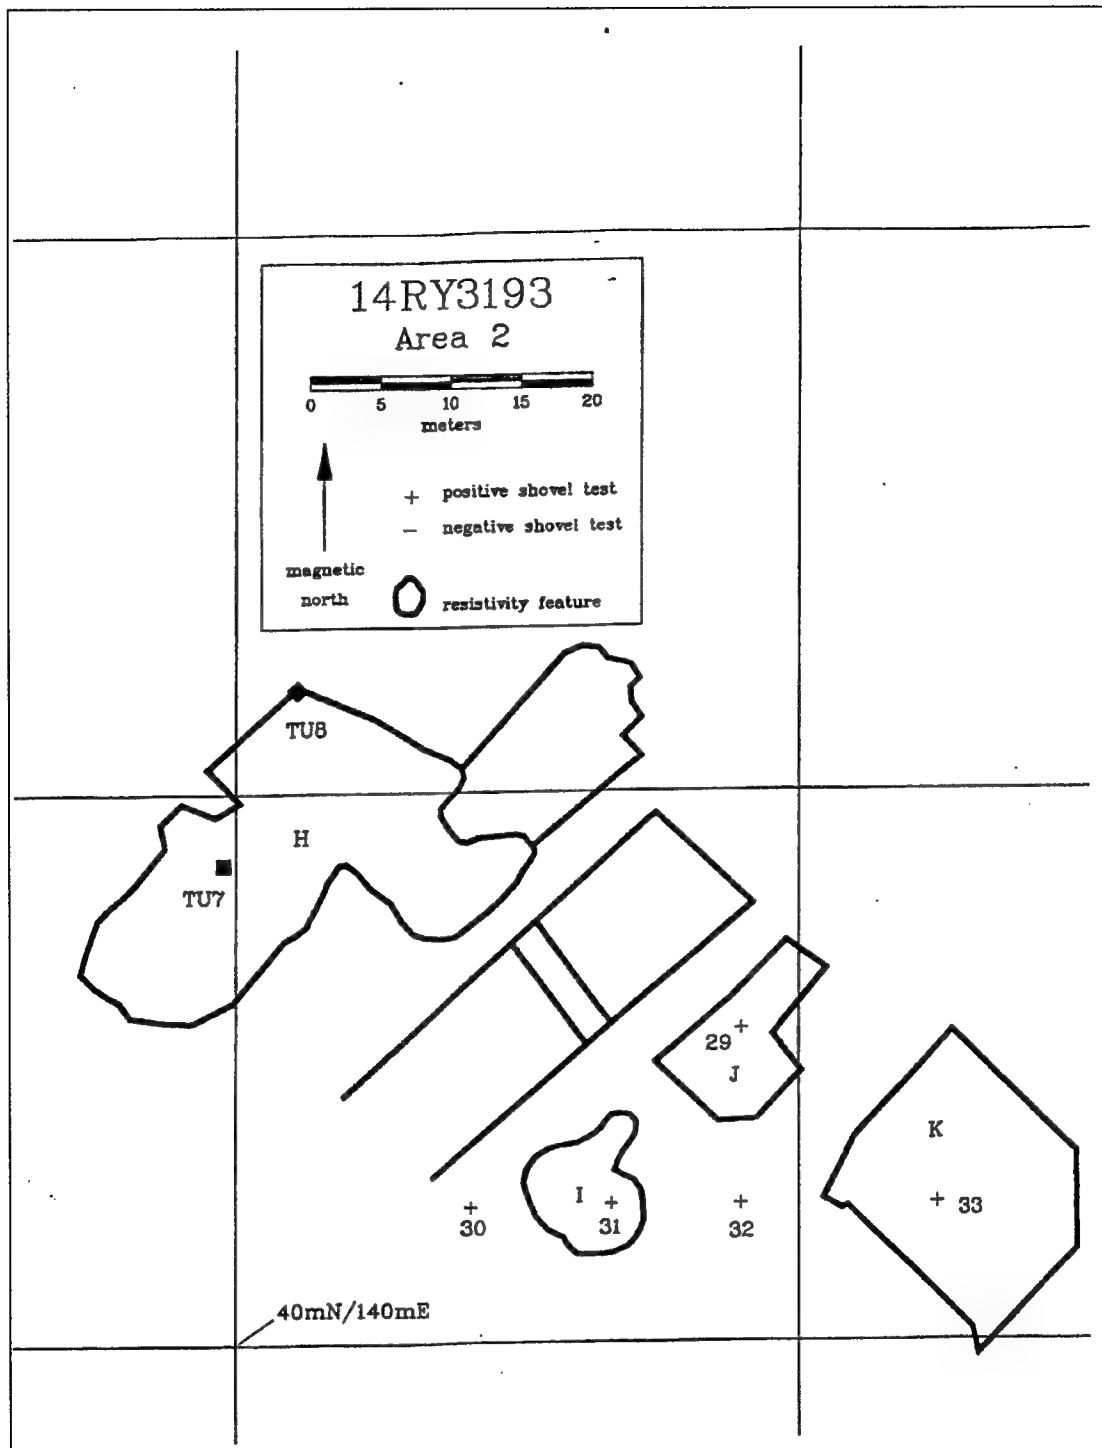 14RY3193
Area 2
0 5 10 15 20
meters
+ positive shovel test
- negative shovel test
magnetic
north
resistivity feature
TU8
H
TU7
29 +
J
K
I
+ + + + 33
30 31 32
40mN/140mE